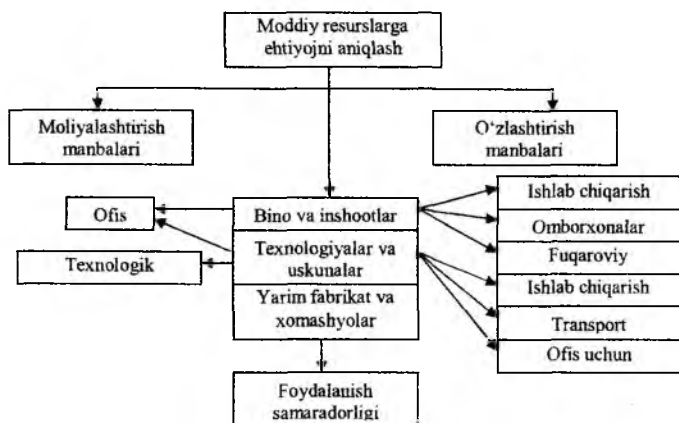 Moddiy resurslarga
ehtiyojni aniqlash
Moliyalashtirish
manbalari
O‘zlashtirish
manbalari
Ofis
Texnologik
Bino va inshootlar
Texnologiyalar va
uskunalar
Yarim fabrikat va
xomashyolar
Ishlab chiqarish
Omborxonalar
Fuqaroviy
Ishlab chiqarish
Transport
Ofis uchun
Foydalanish
samaradorligi